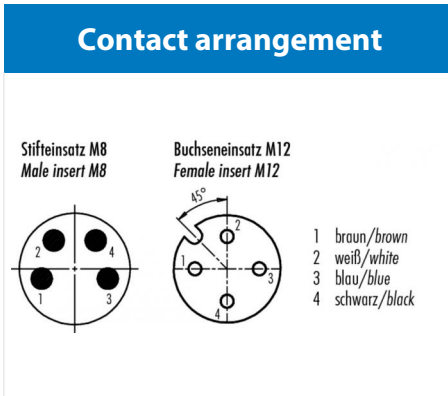 Contact arrangement
Stifteinsatz M8
Male insert M8
Buchseneinsatz M12
Female insert M12
45°
2
4
1
3
2
1
3
4
1 braun/brown
2 weiß/white
3 blau/blue
4 schwarz/black